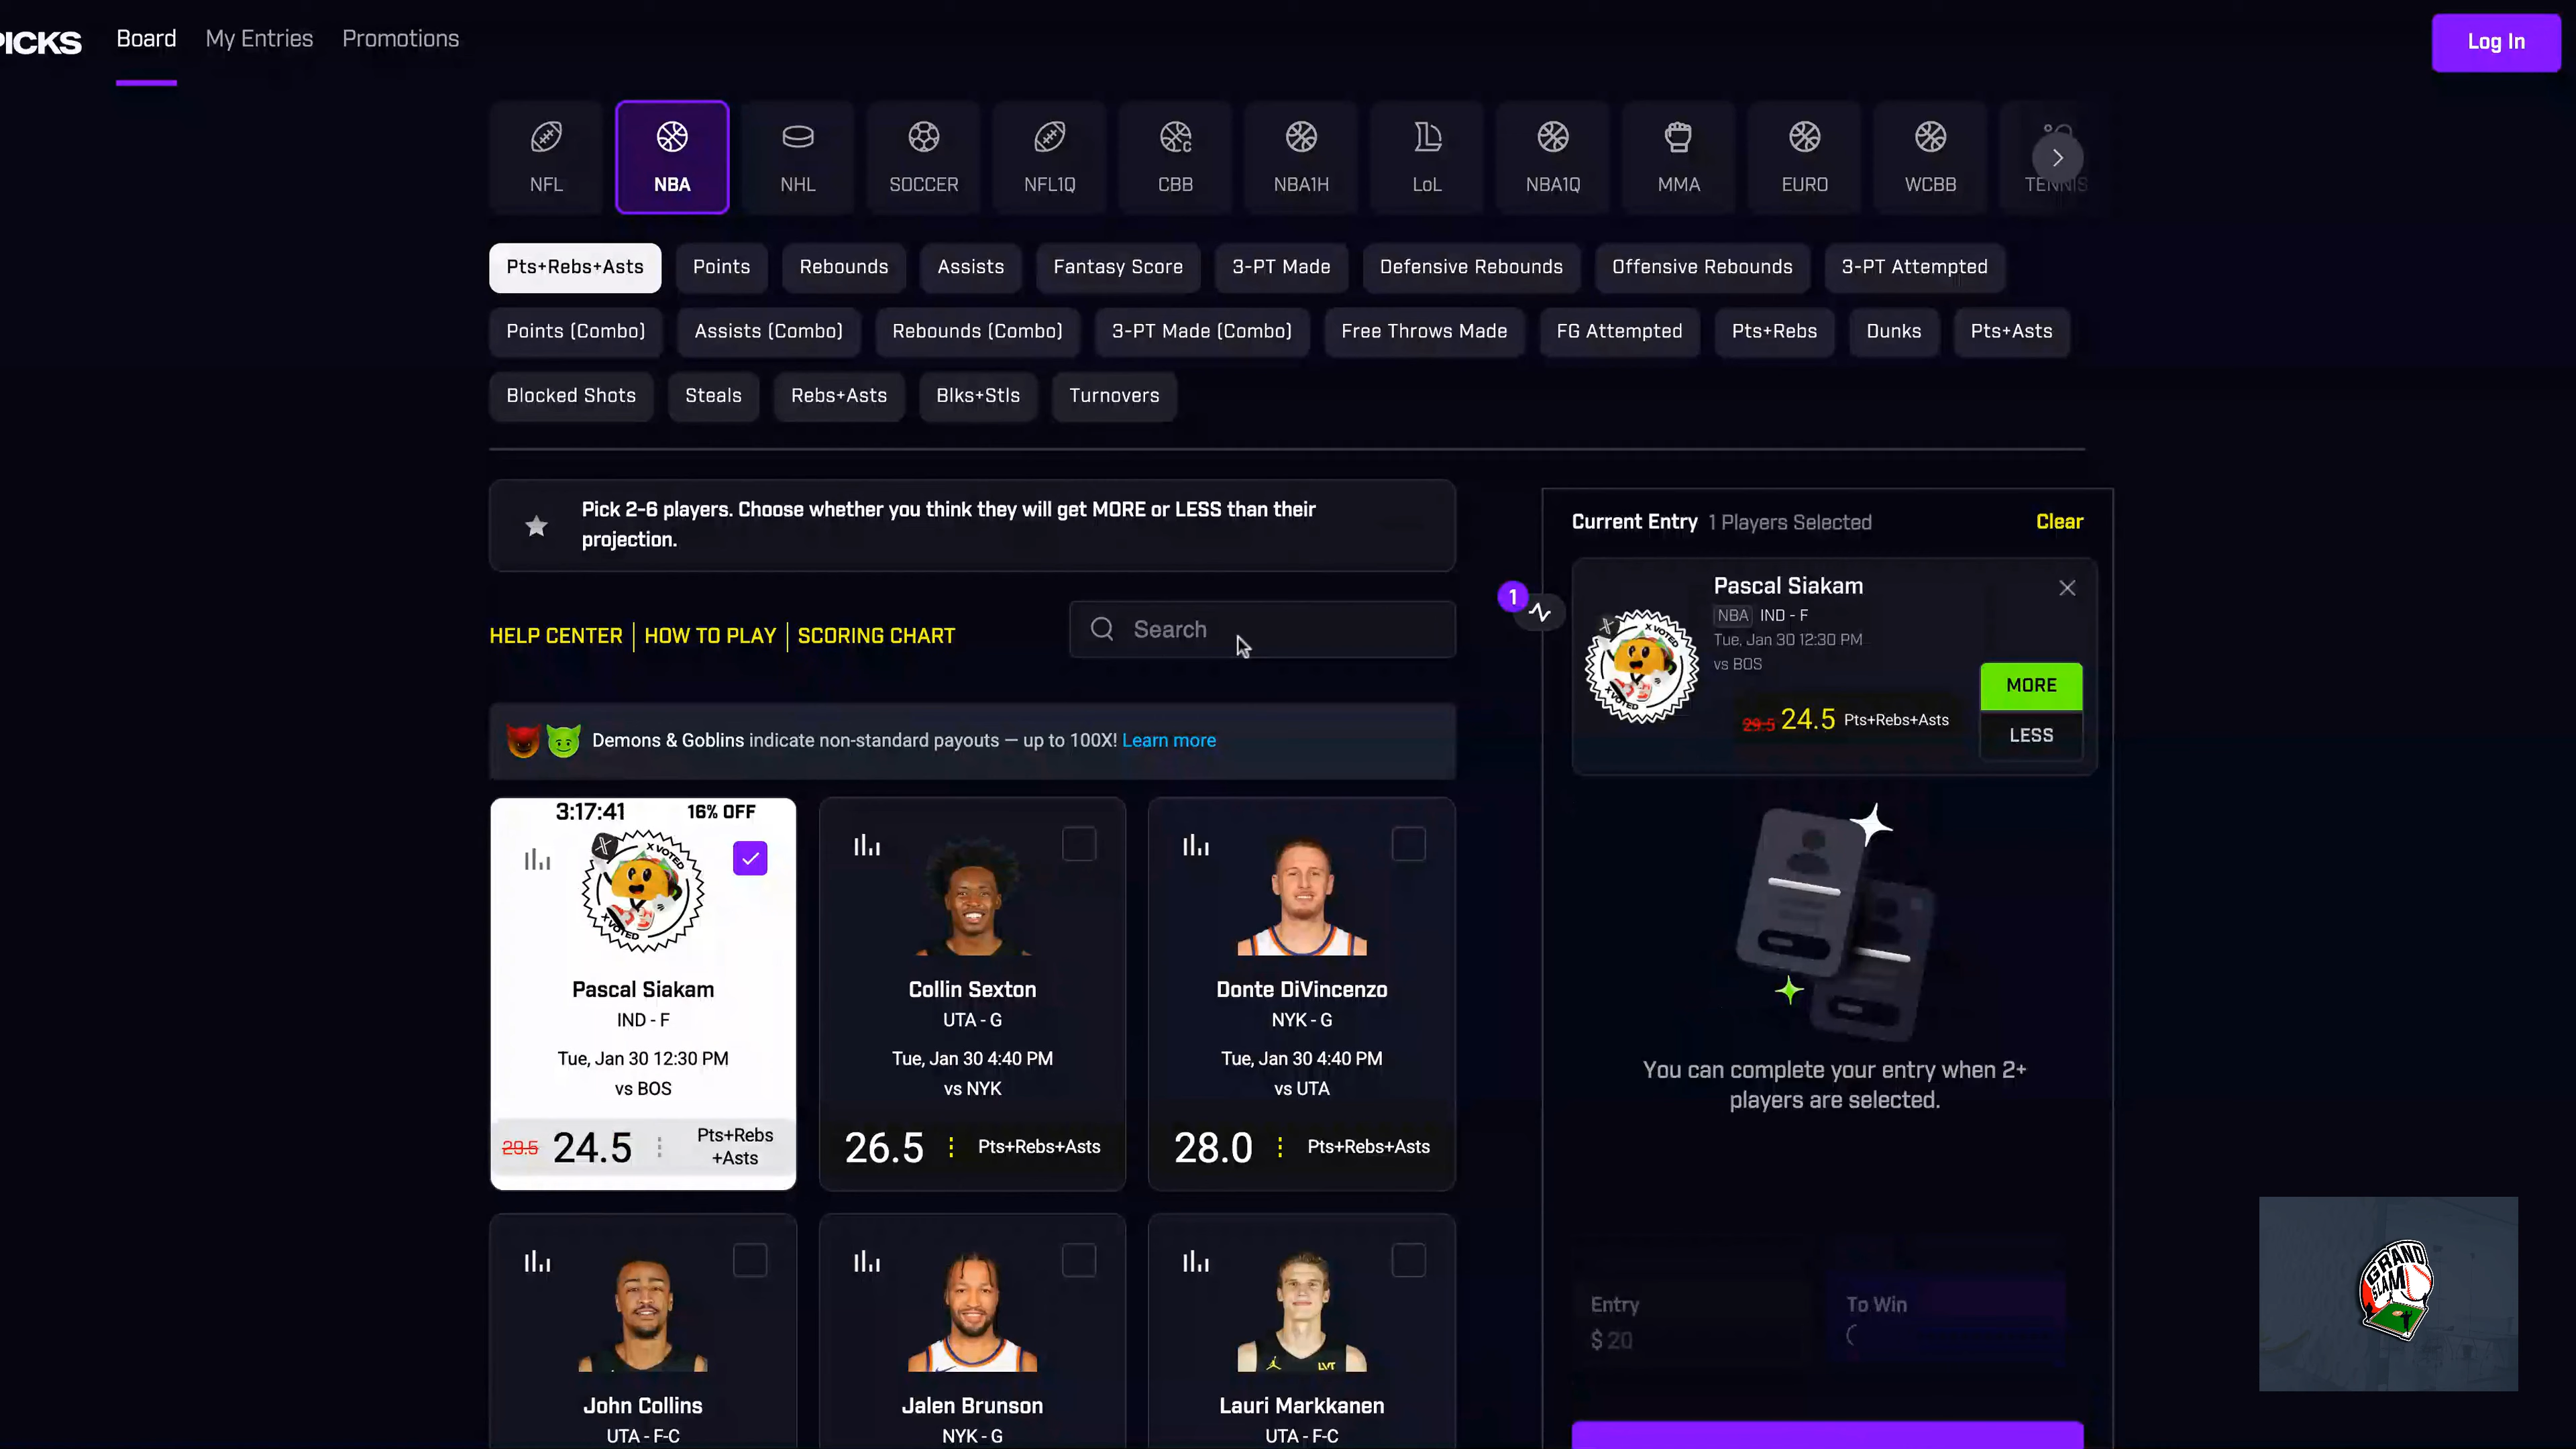 PICKS
Board
My Entries
Promotions
Log In
NFL
NBA
NHL
SOCCER
NFL1Q
CBB
NBA1H
LoL
NBA1Q
MMA
EURO
WCBB
TENNIS
Pts+Rebs+Asts
Points
Rebounds
Assists
Fantasy Score
3-PT Made
Defensive Rebounds
Offensive Rebounds
3-PT Attempted
Points (Combo)
Assists (Combo)
Rebounds (Combo)
3-PT Made (Combo)
Free Throws Made
FG Attempted
Pts+Rebs
Dunks
Pts+Asts
Blocked Shots
Steals
Rebs+Asts
Blks+Stls
Turnovers
Pick 2-6 players. Choose whether you think they will get MORE or LESS than their
projection.
HELP CENTER
HOW TO PLAY
SCORING CHART
Search
Demons & Goblins indicate non-standard payouts — up to 100X! Learn more
3:17:41
16% OFF
X VOTED
X VOTED
Pascal Siakam
IND - F
Tue, Jan 30 12:30 PM
vs BOS
29.5 24.5
Pts+Rebs
+Asts
Collin Sexton
UTA - G
Tue, Jan 30 4:40 PM
vs NYK
26.5
Pts+Rebs+Asts
Donte DiVincenzo
NYK - G
Tue, Jan 30 4:40 PM
vs UTA
28.0
Pts+Rebs+Asts
John Collins
UTA - F-C
Jalen Brunson
NYK - G
LVT
Lauri Markkanen
UTA - F-C
Current Entry
1 Players Selected
Clear
1
X VOTED
X VOTED
Pascal Siakam
NBA IND - F
Tue, Jan 30 12:30 PM
vs BOS
29.5 24.5 Pts+Rebs+Asts
MORE
LESS
You can complete your entry when 2+
players are selected.
Entry
$ 20
To Win
GRAND
SLAM